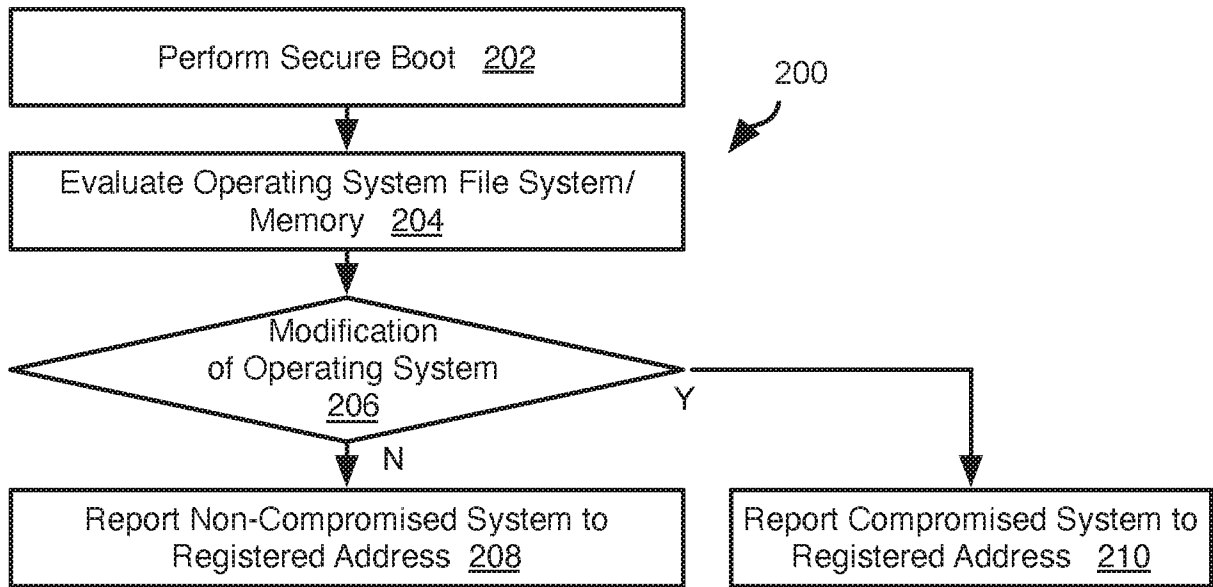 Perform Secure Boot 202
200
Evaluate Operating System File System/
Memory 204
Modification
of Operating System
206
Y
N
Report Non-Compromised System to
Registered Address 208
Report Compromised System to
Registered Address 210